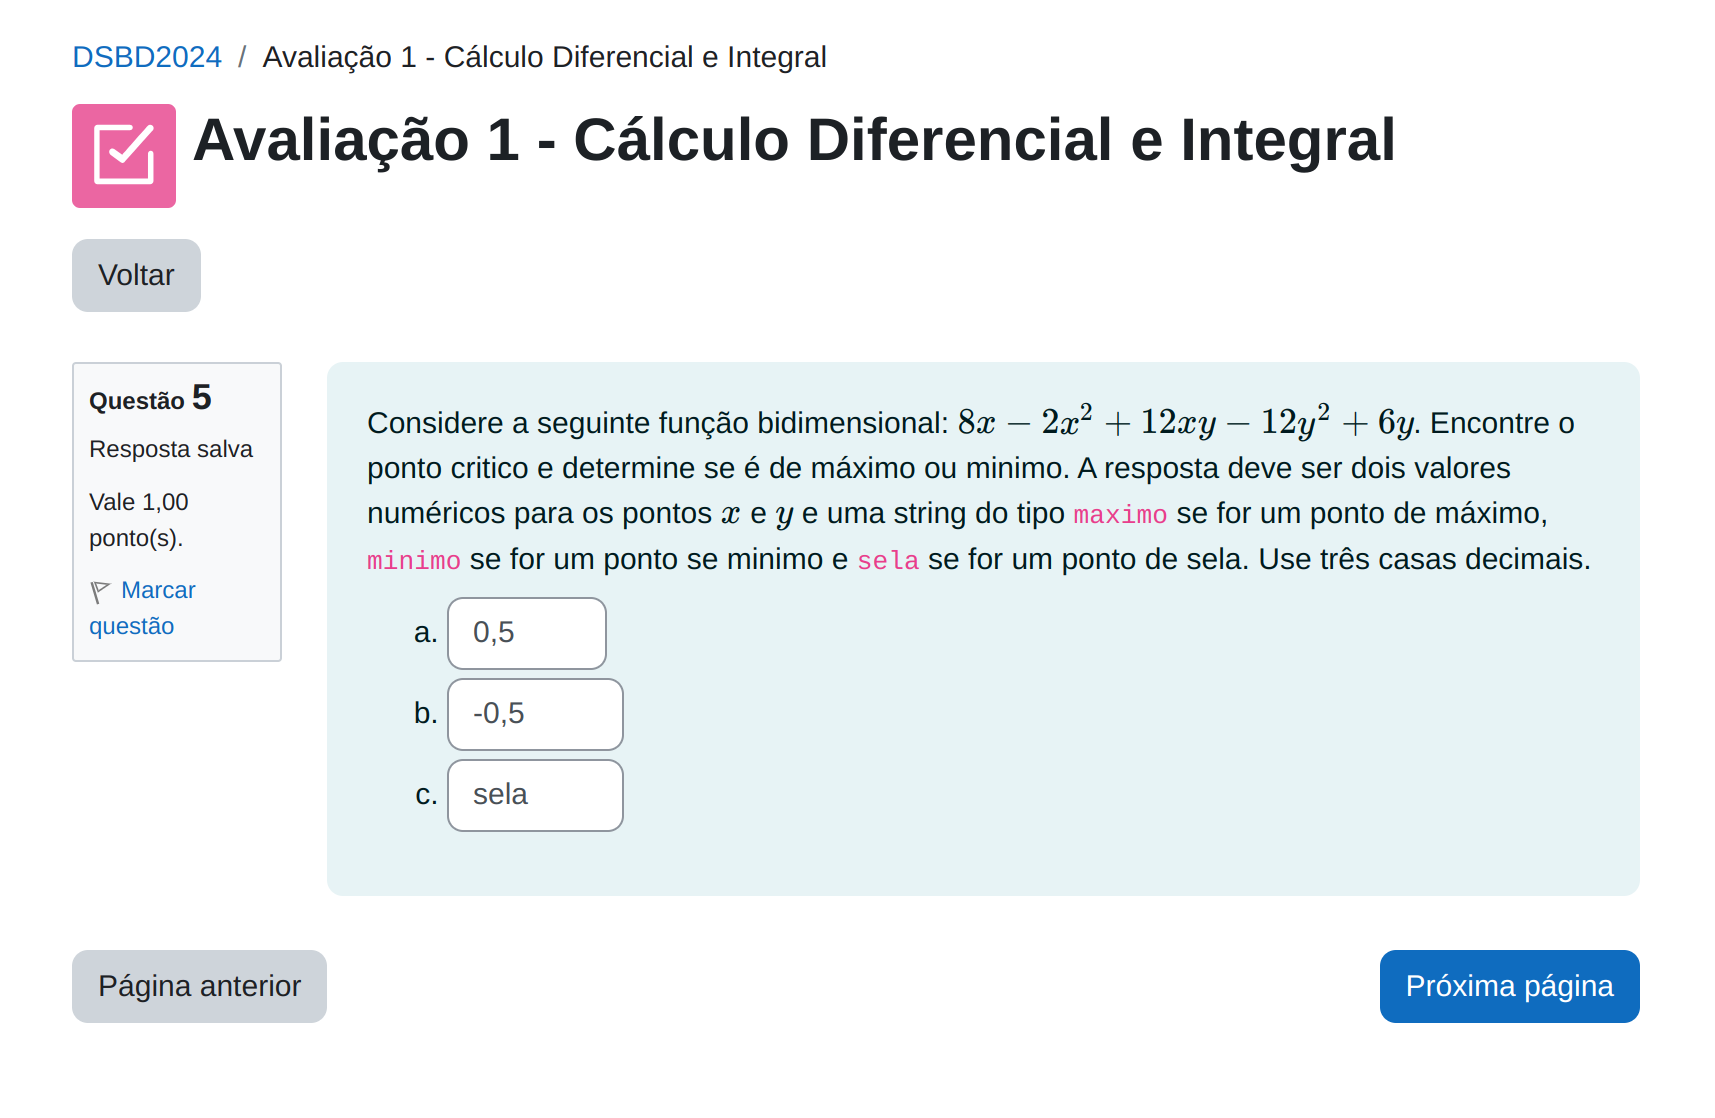 DSBD2024 / Avaliação 1 - Cálculo Diferencial e Integral
Avaliação 1 - Cálculo Diferencial e Integral
Voltar
Questão 5
Resposta salva
Vale 1,00
ponto(s).
Marcar
questão
Considere a seguinte função bidimensional: 8x − 2x² + 12xy − 12y² + 6y. Encontre o
ponto critico e determine se é de máximo ou minimo. A resposta deve ser dois valores
numéricos para os pontos x e y e uma string do tipo maximo se for um ponto de máximo,
minimo se for um ponto se minimo e sela se for um ponto de sela. Use três casas decimais.
a. 0,5
b. -0,5
c. sela
Página anterior
Próxima página